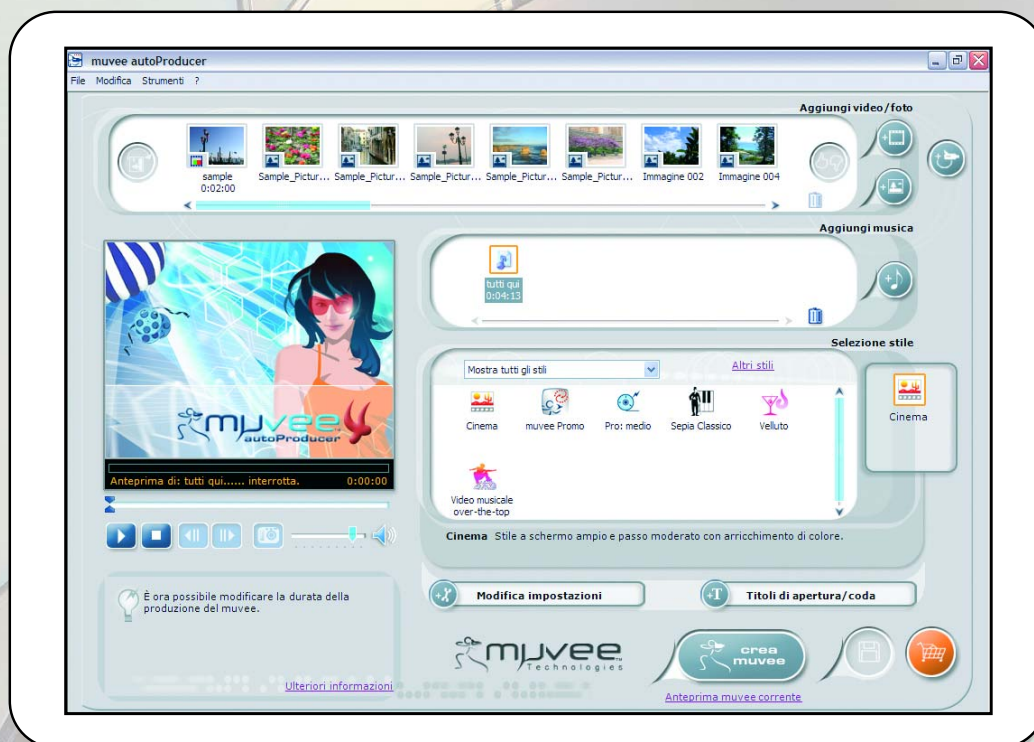 muvee autoProducer
File Modifica Strumenti ?
Aggiungi video/foto
sample Sample_Pictur... Sample_Pictur... Sample_Pictur... Sample_Pictur... Sample_Pictur... Immagine 002 Immagine 004
0:02:00
Aggiungi musica
tutti qui
0:04:13
Selezione stile
Mostra tutti gli stili Altri stili
Cinema muvee Promo Pro: medio Sepia Classico Velluto
Cinema
Video musicale
over-the-top
muvee 4
autoProducer
Anteprima di: tutti qui...... interrotta. 0:00:00
Cinema Stile a schermo ampio e passo moderato con arricchimento di colore.
È ora possibile modificare la durata della
produzione del muvee.
Ulteriori informazioni
Modifica impostazioni +T Titoli di apertura/coda
muvee
Technologies
crea
muvee
Anteprima muvee corrente